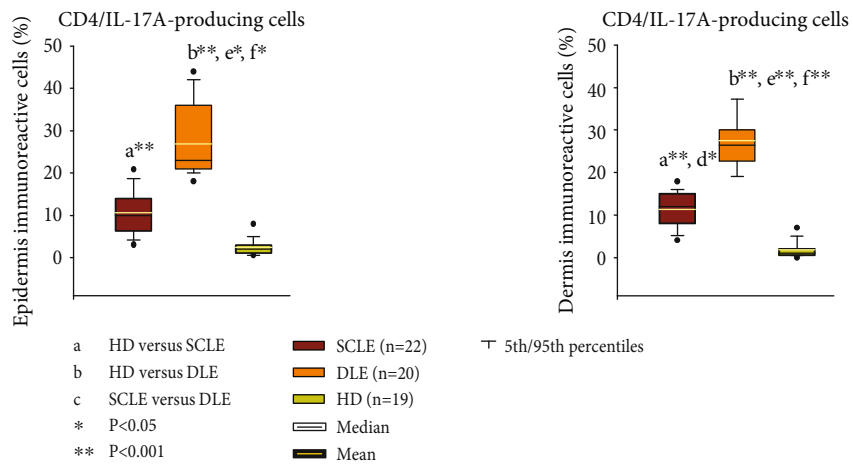 CD4/IL-17A-producing cells
Epidermis immunoreactive cells (%)
50
40
30
20
10
0
a**
b**, e*, f*
CD4/IL-17A-producing cells
Dermis immunoreactive cells (%)
50
40
30
20
10
0
a**, d*
b**, e**, f**
a HD versus SCLE
b HD versus DLE
c SCLE versus DLE
* P<0.05
** P<0.001
SCLE (n=22)
DLE (n=20)
HD (n=19)
Median
Mean
5th/95th percentiles